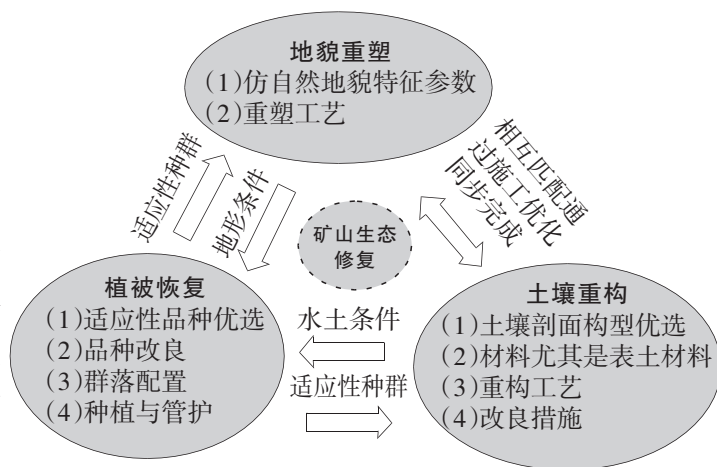 地貌重塑
(1)仿自然地貌特征参数
(2)重塑工艺
适应性种群
地形条件
相互匹配通
过施工优化
同步完成
矿山生态
修复
植被恢复
(1)适应性品种优选
(2)品种改良
(3)群落配置
(4)种植与管护
水土条件
适应性种群
土壤重构
(1)土壤剖面构型优选
(2)材料尤其是表土材料
(3)重构工艺
(4)改良措施